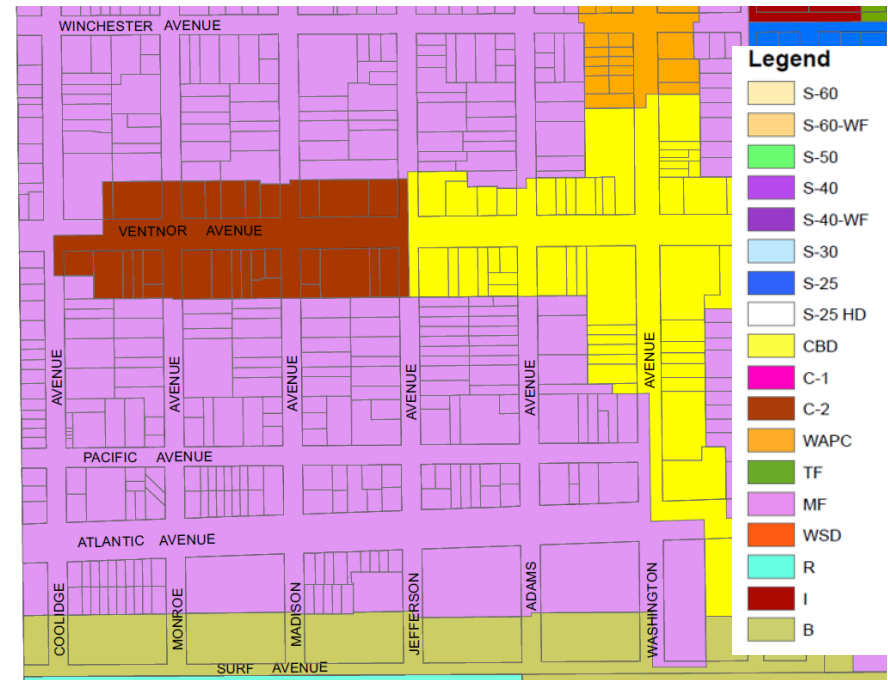 WINCHESTER AVENUE
VENTNOR AVENUE
AVENUE
AVENUE
AVENUE
AVENUE
AVENUE
AVENUE
PACIFIC AVENUE
ATLANTIC AVENUE
COOLIDGE
MONROE
MADISON
JEFFERSON
ADAMS
WASHINGTON
SURF AVENUE
Legend
S-60
S-60-WF
S-50
S-40
S-40-WF
S-30
S-25
S-25 HD
CBD
C-1
C-2
WAPC
TF
MF
WSD
R
I
B